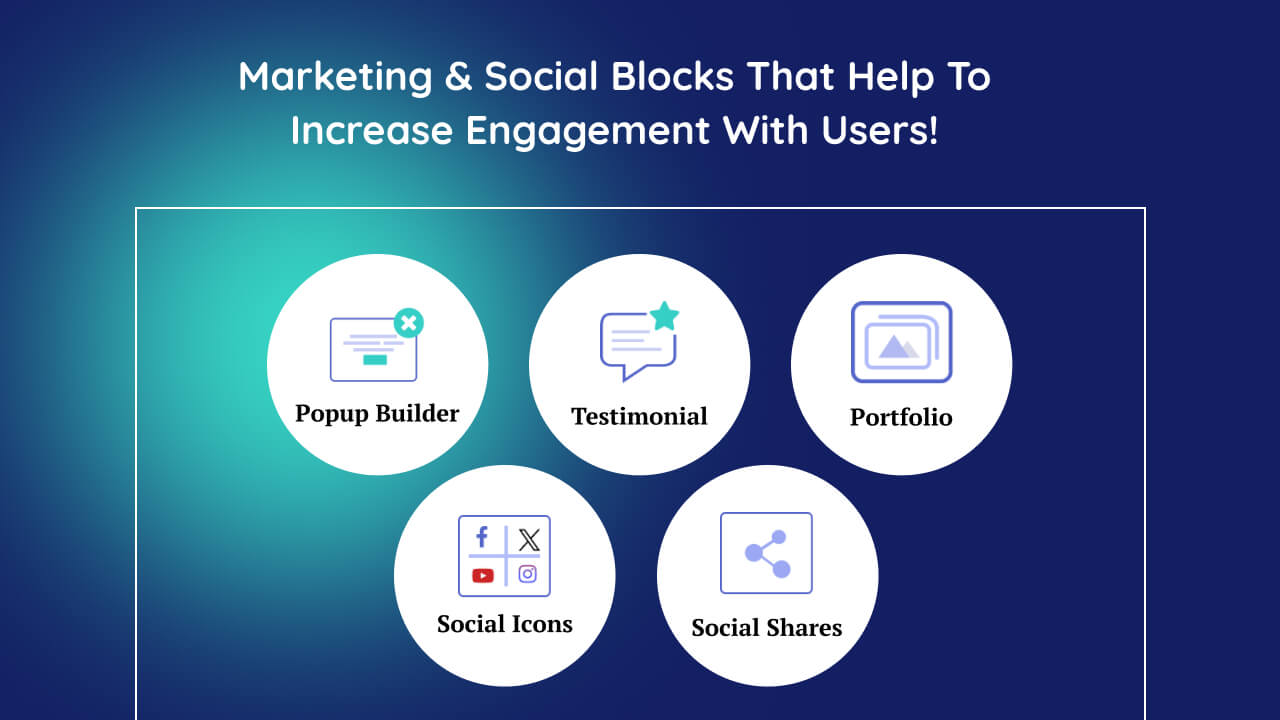 Marketing & Social Blocks That Help To
Increase Engagement With Users!
Popup Builder
Testimonial
Portfolio
Social Icons
Social Shares